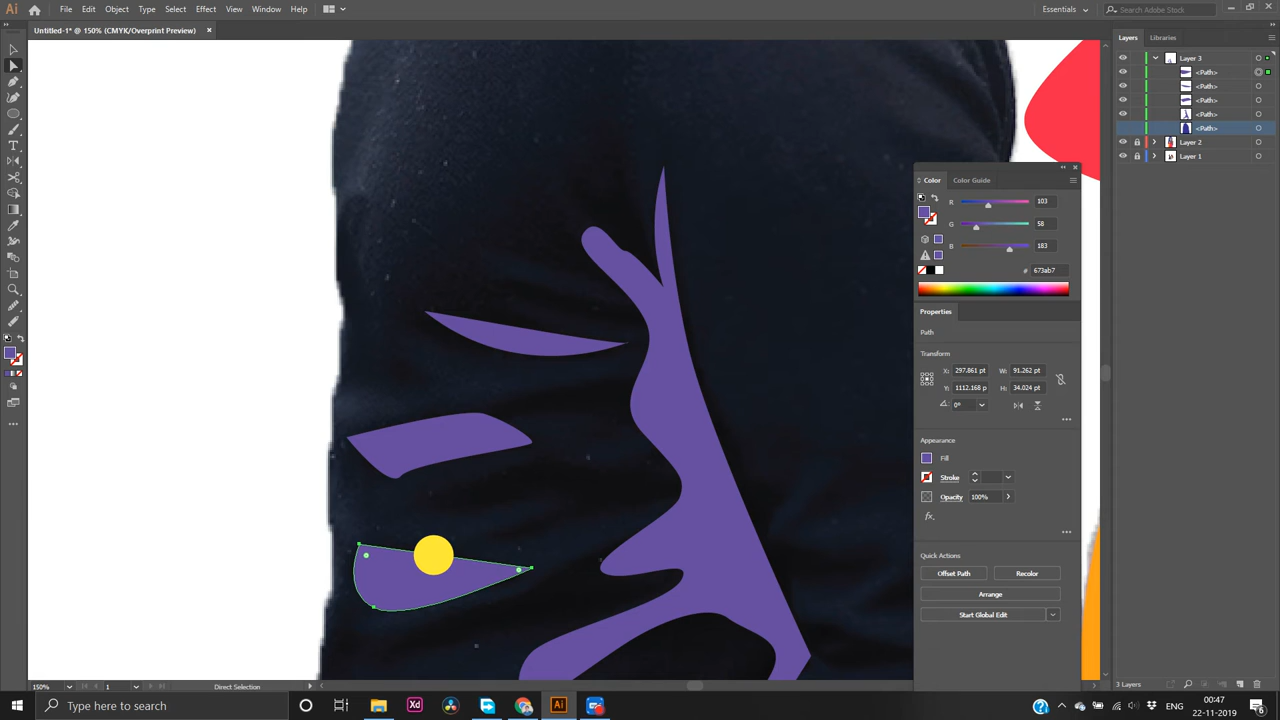 Ai File Edit Object Type Select Effect View Window Help Essentials Search Adobe Stock
Untitled-1* @ 150% (CMYK/Overprint Preview) ×
Layers Libraries
Layer 3
<Path>
<Path>
<Path>
<Path>
<Path>
Layer 2
Layer 1
Color Color Guide
R 103
G 58
B 183
# 673ab7
Properties
Path
Transform
X: 297.861 pt W: 91.262 pt
Y: 1112.168 p H: 34.024 pt
0°
Appearance
Fill
Stroke
Opacity 100%
fx
Quick Actions
Offset Path Recolor
Arrange
Start Global Edit
150% 1 Direct Selection
3 Layers
Type here to search
Xd Ai
00:47
22-11-2019
6